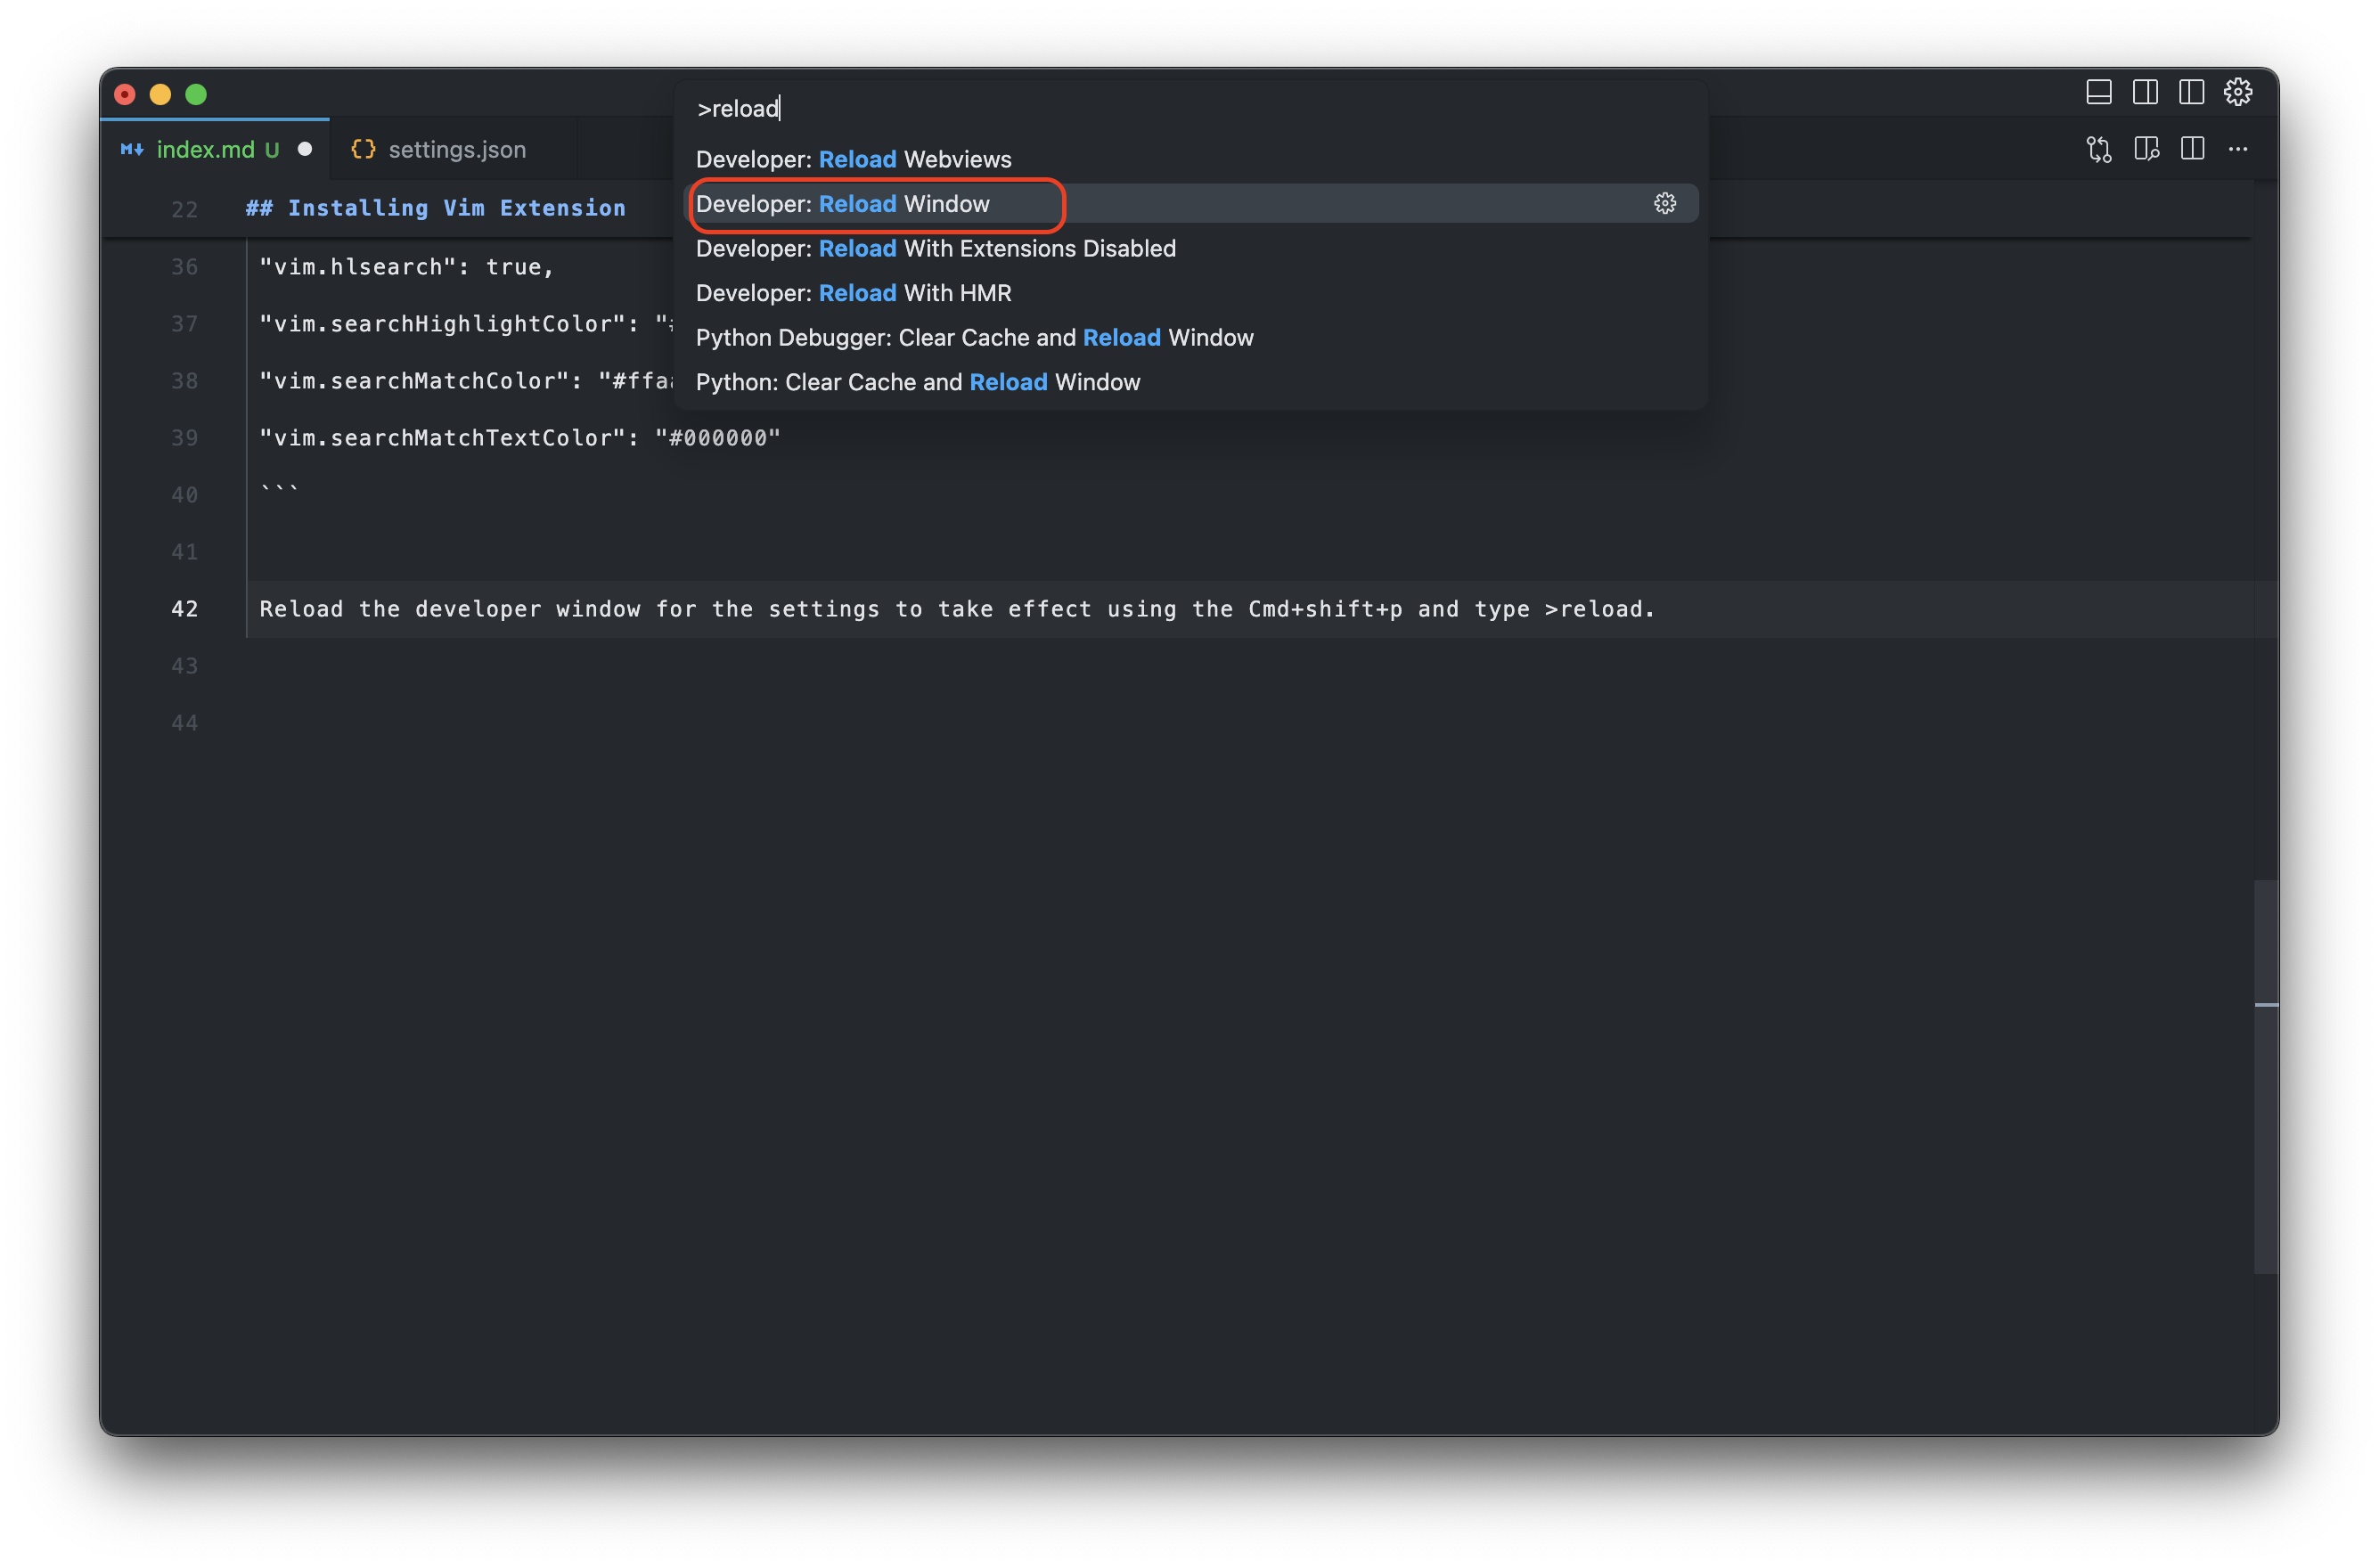 >reload
index.md U
settings.json
Developer: Reload Webviews
Developer: Reload Window
Developer: Reload With Extensions Disabled
Developer: Reload With HMR
Python Debugger: Clear Cache and Reload Window
Python: Clear Cache and Reload Window
22 ## Installing Vim Extension
36 "vim.hlsearch": true,
37 "vim.searchHighlightColor": "#
38 "vim.searchMatchColor": "#ffaa
39 "vim.searchMatchTextColor": "#000000"
40 ```
41
42 Reload the developer window for the settings to take effect using the Cmd+shift+p and type >reload.
43
44